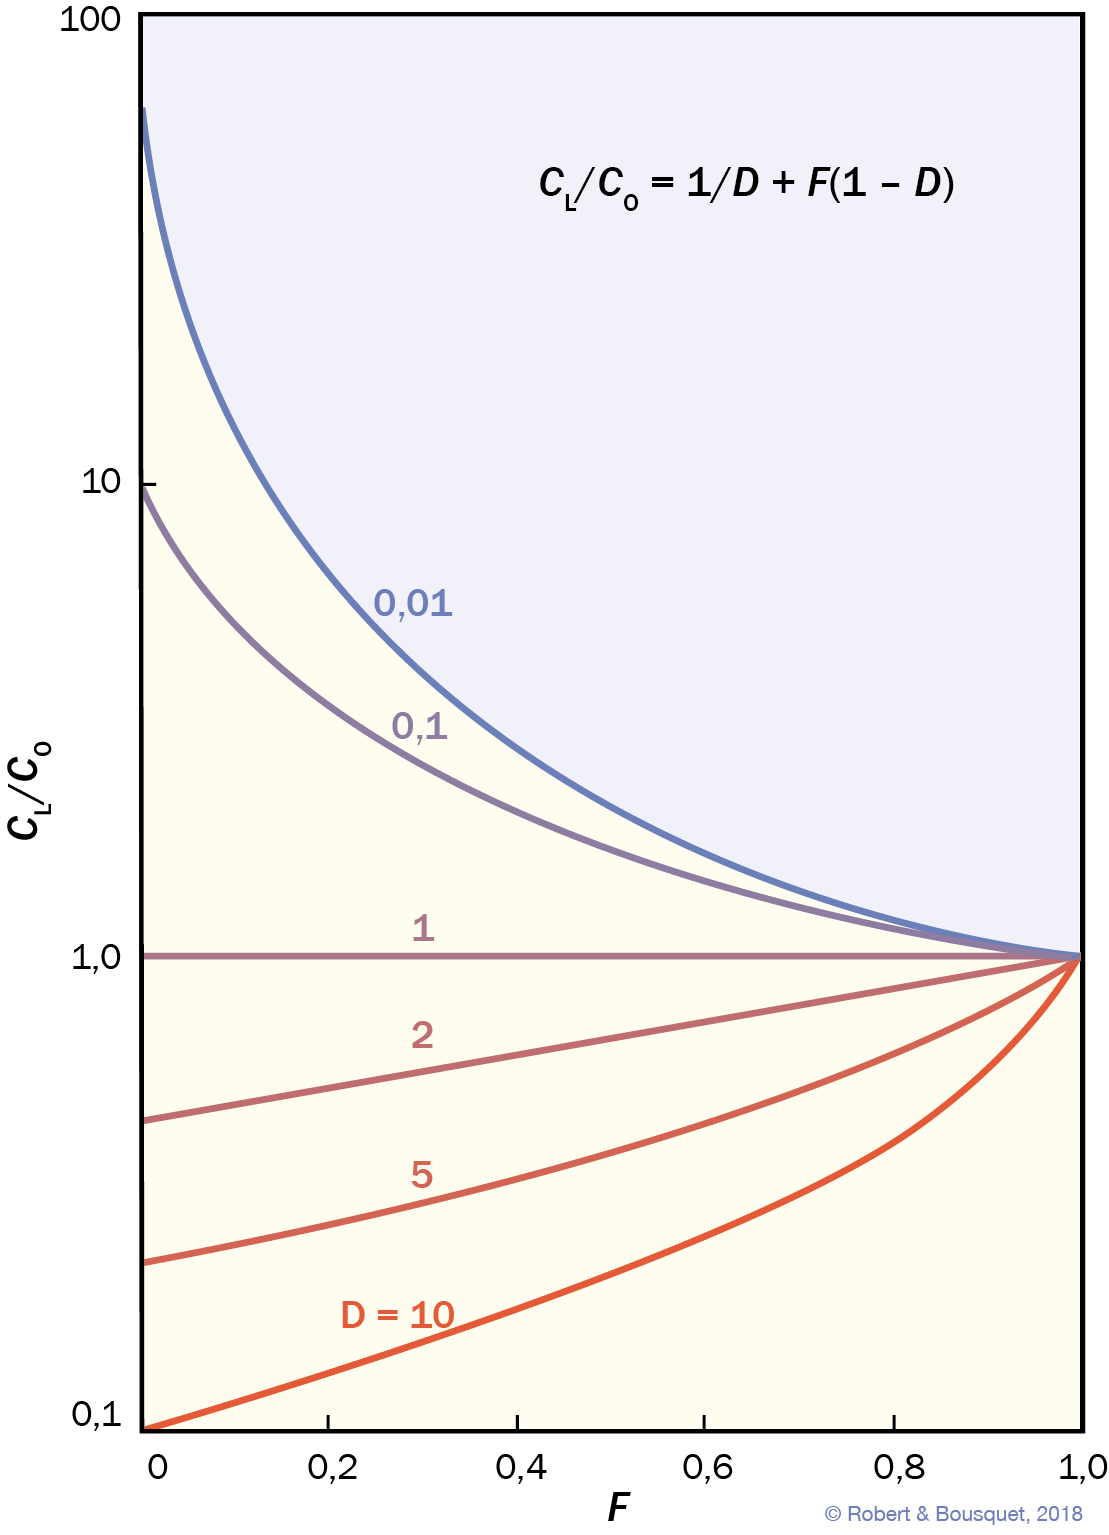 100
C_L/C_O = 1/D + F(1 – D)
10
0,01
0,1
C_L/C_O
1
1,0
2
5
D = 10
0,1
0 0,2 0,4 0,6 0,8 1,0
F
© Robert & Bousquet, 2018